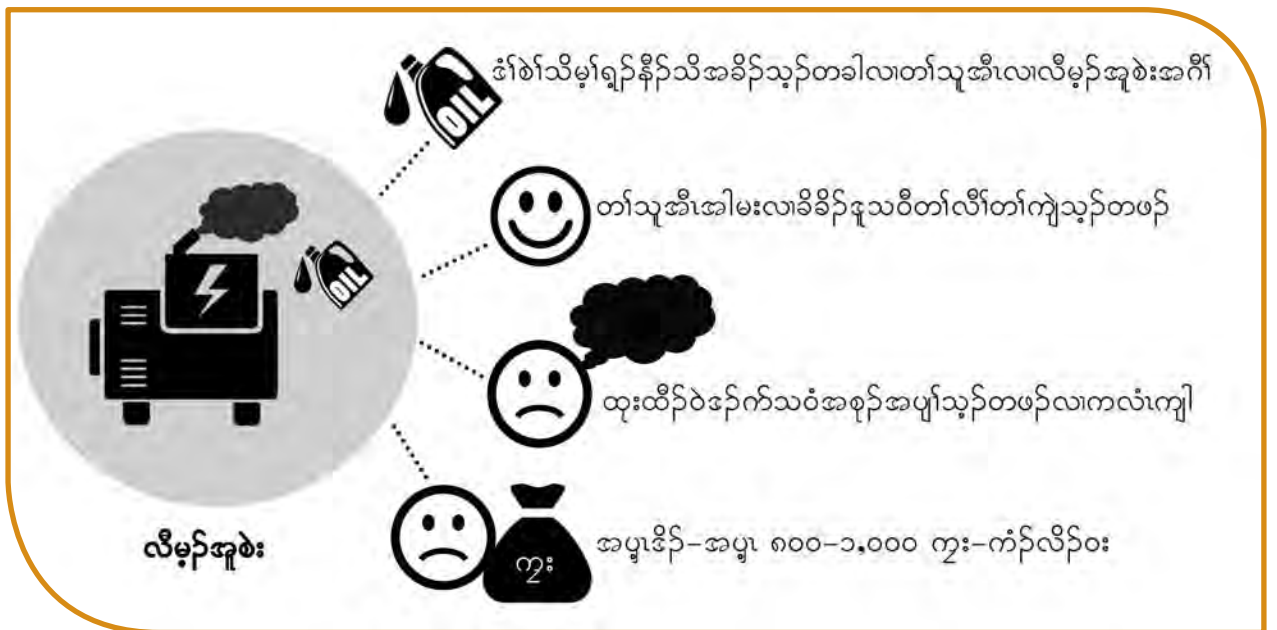 ဒံၢ်စဲၢ်သိမ့ၢ်ရ့ၣ်နီၣ်သိအခိၣ်သ့ၣ်တခါလၢတၢ်သူအီၤလၢလီမ့ၣ်အူစဲးအဂီၢ်
OIL
တၢ်သူအီၤအါမးလၢခိခိၣ်ဒူသဝီတၢ်လီၢ်တၢ်ကျဲသ့ၣ်တဖၣ်
OIL
ထုးထီၣ်ဝဲဒၣ်က်သဝံအစုၣ်အပျၢ်သ့ၣ်တဖၣ်လၢကလံၤကျါ
လီမ့ၣ်အူစဲး
ကွး
အပ့ၤဒိၣ်–အပ့ၤ ၈၀၀–၁,၀၀၀ ကွး–ကံၣ်လိၣ်ဝး